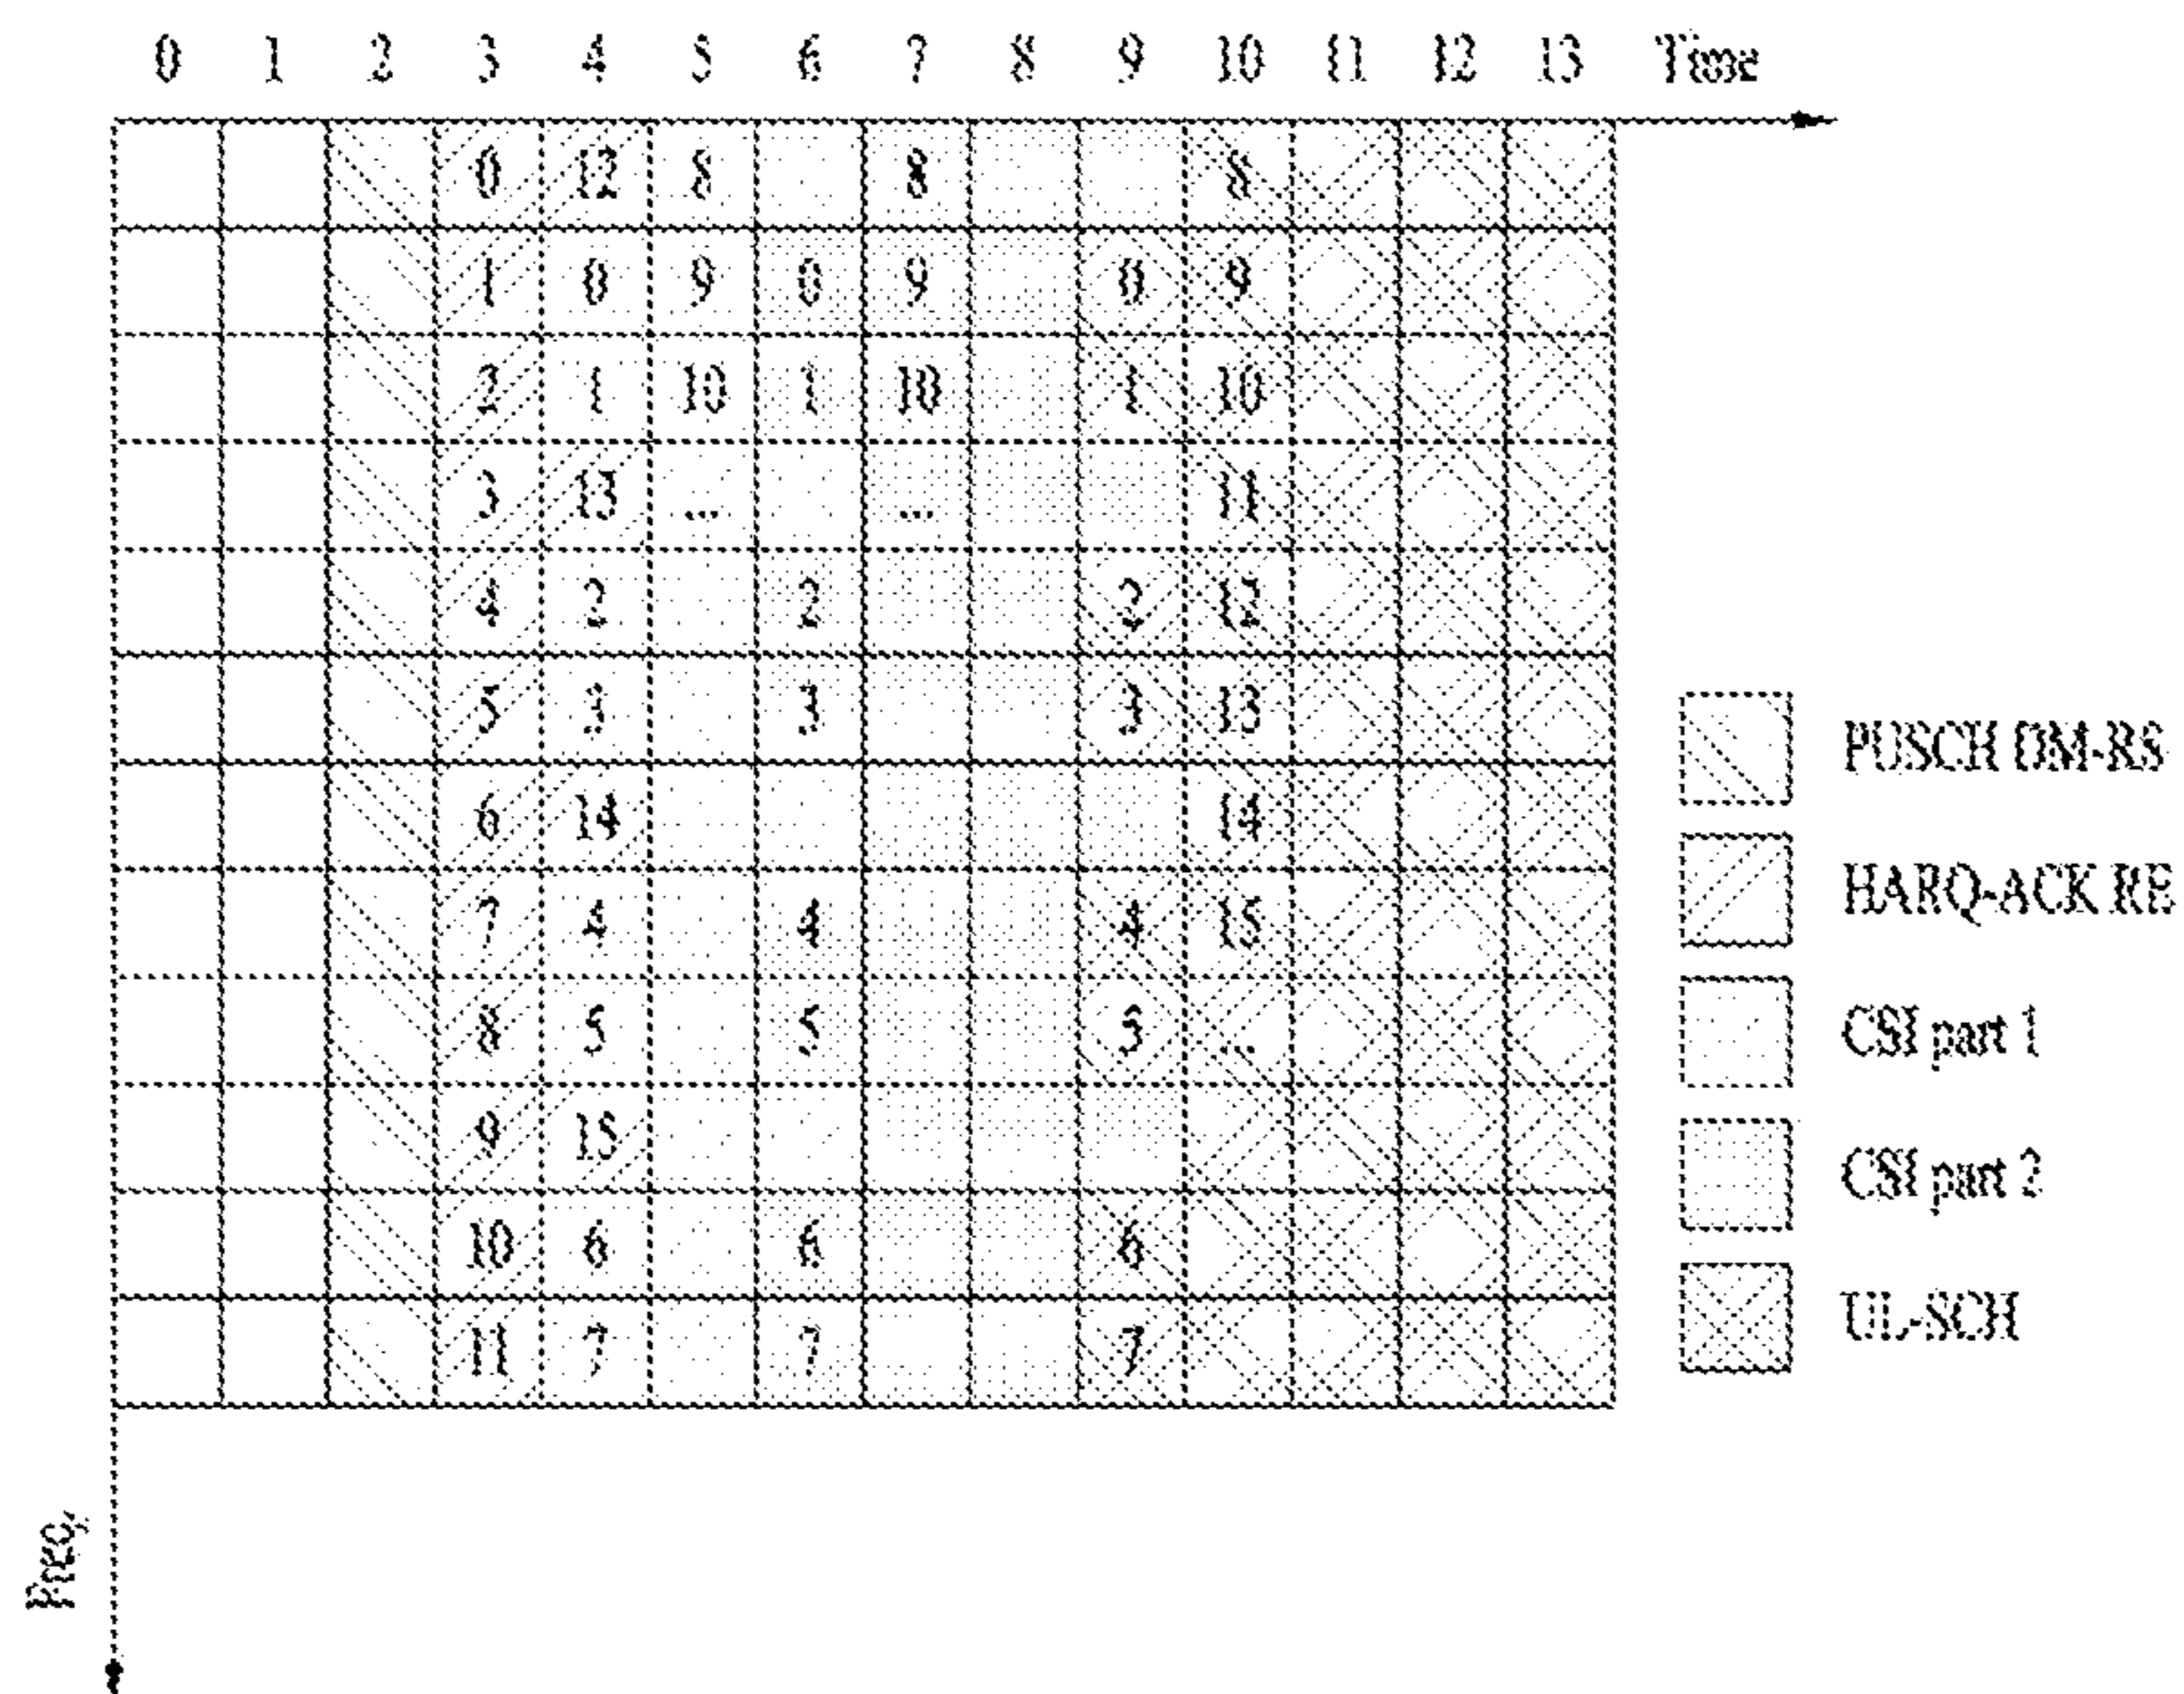 0 1 2 3 4 5 6 7 8 9 10 11 12 13 Time
0 12 8 8 8
1 0 9 0 9 0 9
2 1 10 1 10 1 10
3 13 ... ... 11
4 2 2 2 12
5 3 3 3 13
6 14 14
7 4 4 4 15
8 5 5 5 ...
9 15
10 6 6 6
11 7 7 7
PUSCH DM-RS
HARQ-ACK RE
CSI part 1
CSI part 2
UL-SCH
Freq.